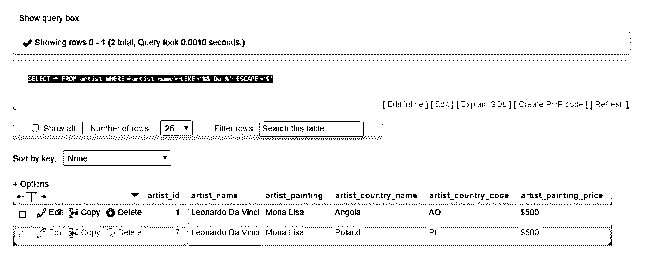 Show query box
Showing rows 0 - 1 (2 total, Query took 0.0010 seconds.)
SELECT * FROM artist WHERE artist_name LIKE '%$ Da %' ESCAPE '$'
[ Edit inline ] [ Edit ] [ Explain SQL ] [ Create PHP code ] [ Refresh ]
Show all Number of rows: 25 Filter rows: Search this table
Sort by key: None
+ Options
artist_id artist_name artist_painting artist_country_name artist_country_code artist_painting_price
Edit Copy Delete 1 Leonardo Da Vinci Mona Lisa Angola AO $500
Edit Copy Delete Leonardo Da Vinci Mona Lisa Poland PL $500